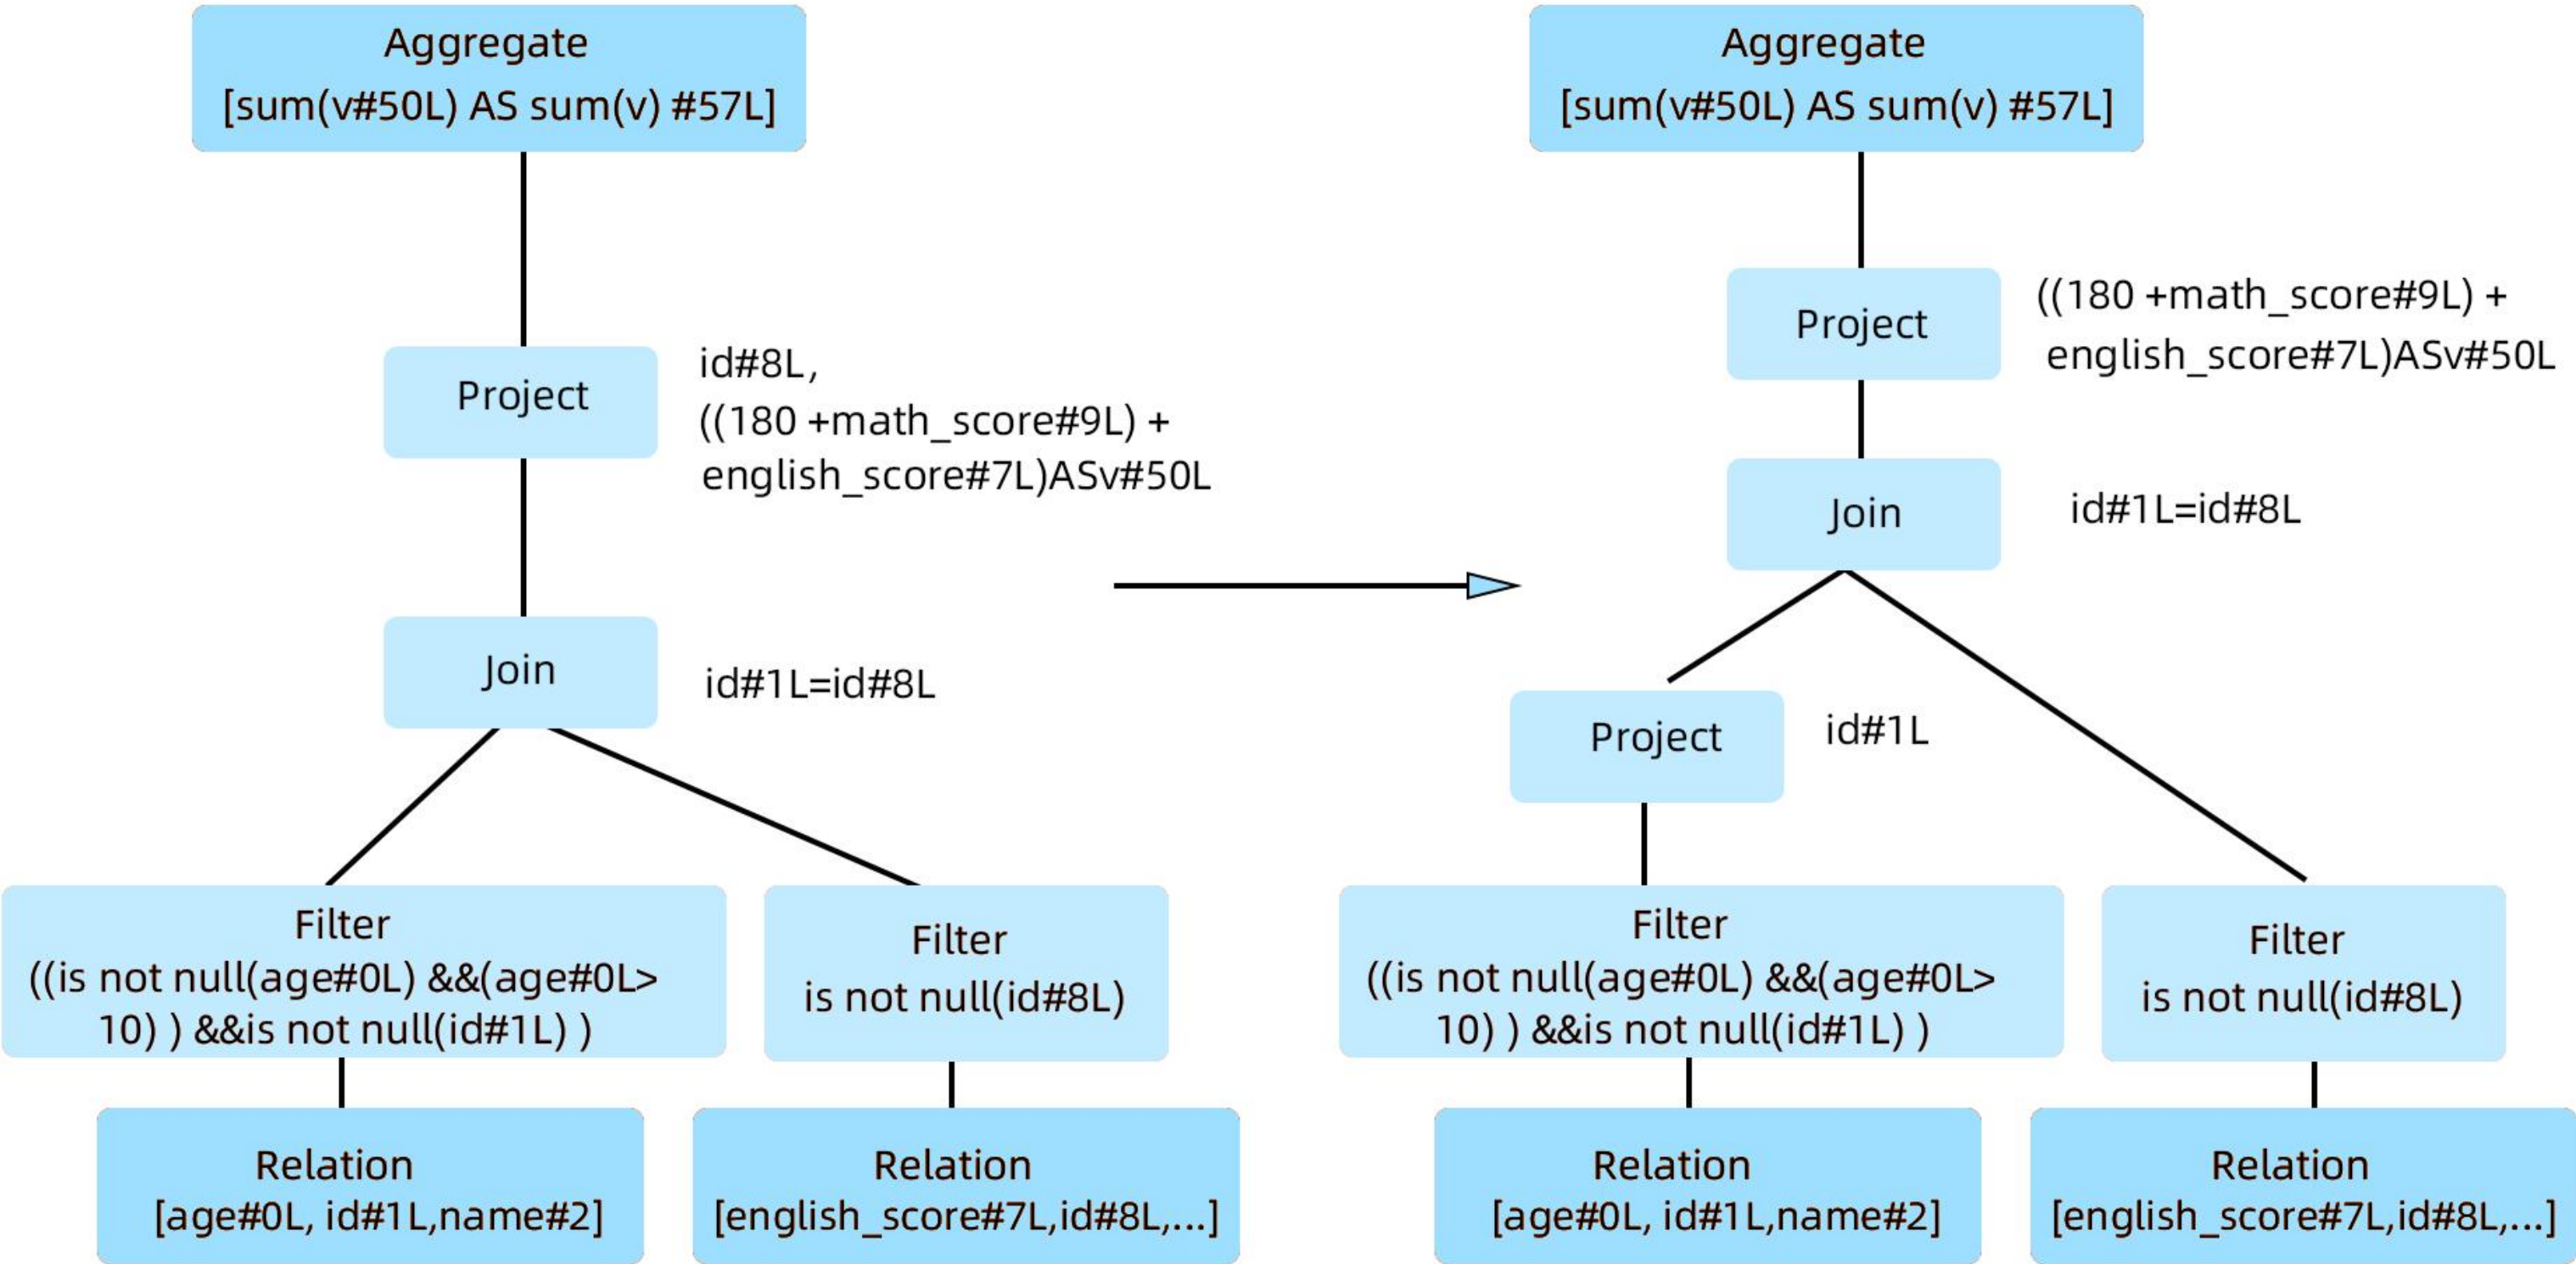 Aggregate
[sum(v#50L) AS sum(v) #57L]
Project
id#8L,
((180 +math_score#9L) +
english_score#7L)ASv#50L
Join
id#1L=id#8L
Filter
((is not null(age#0L) &&(age#0L>
10) ) &&is not null(id#1L) )
Filter
is not null(id#8L)
Relation
[age#0L, id#1L,name#2]
Relation
[english_score#7L,id#8L,...]
Aggregate
[sum(v#50L) AS sum(v) #57L]
Project
((180 +math_score#9L) +
english_score#7L)ASv#50L
Join
id#1L=id#8L
Project
id#1L
Filter
((is not null(age#0L) &&(age#0L>
10) ) &&is not null(id#1L) )
Filter
is not null(id#8L)
Relation
[age#0L, id#1L,name#2]
Relation
[english_score#7L,id#8L,...]